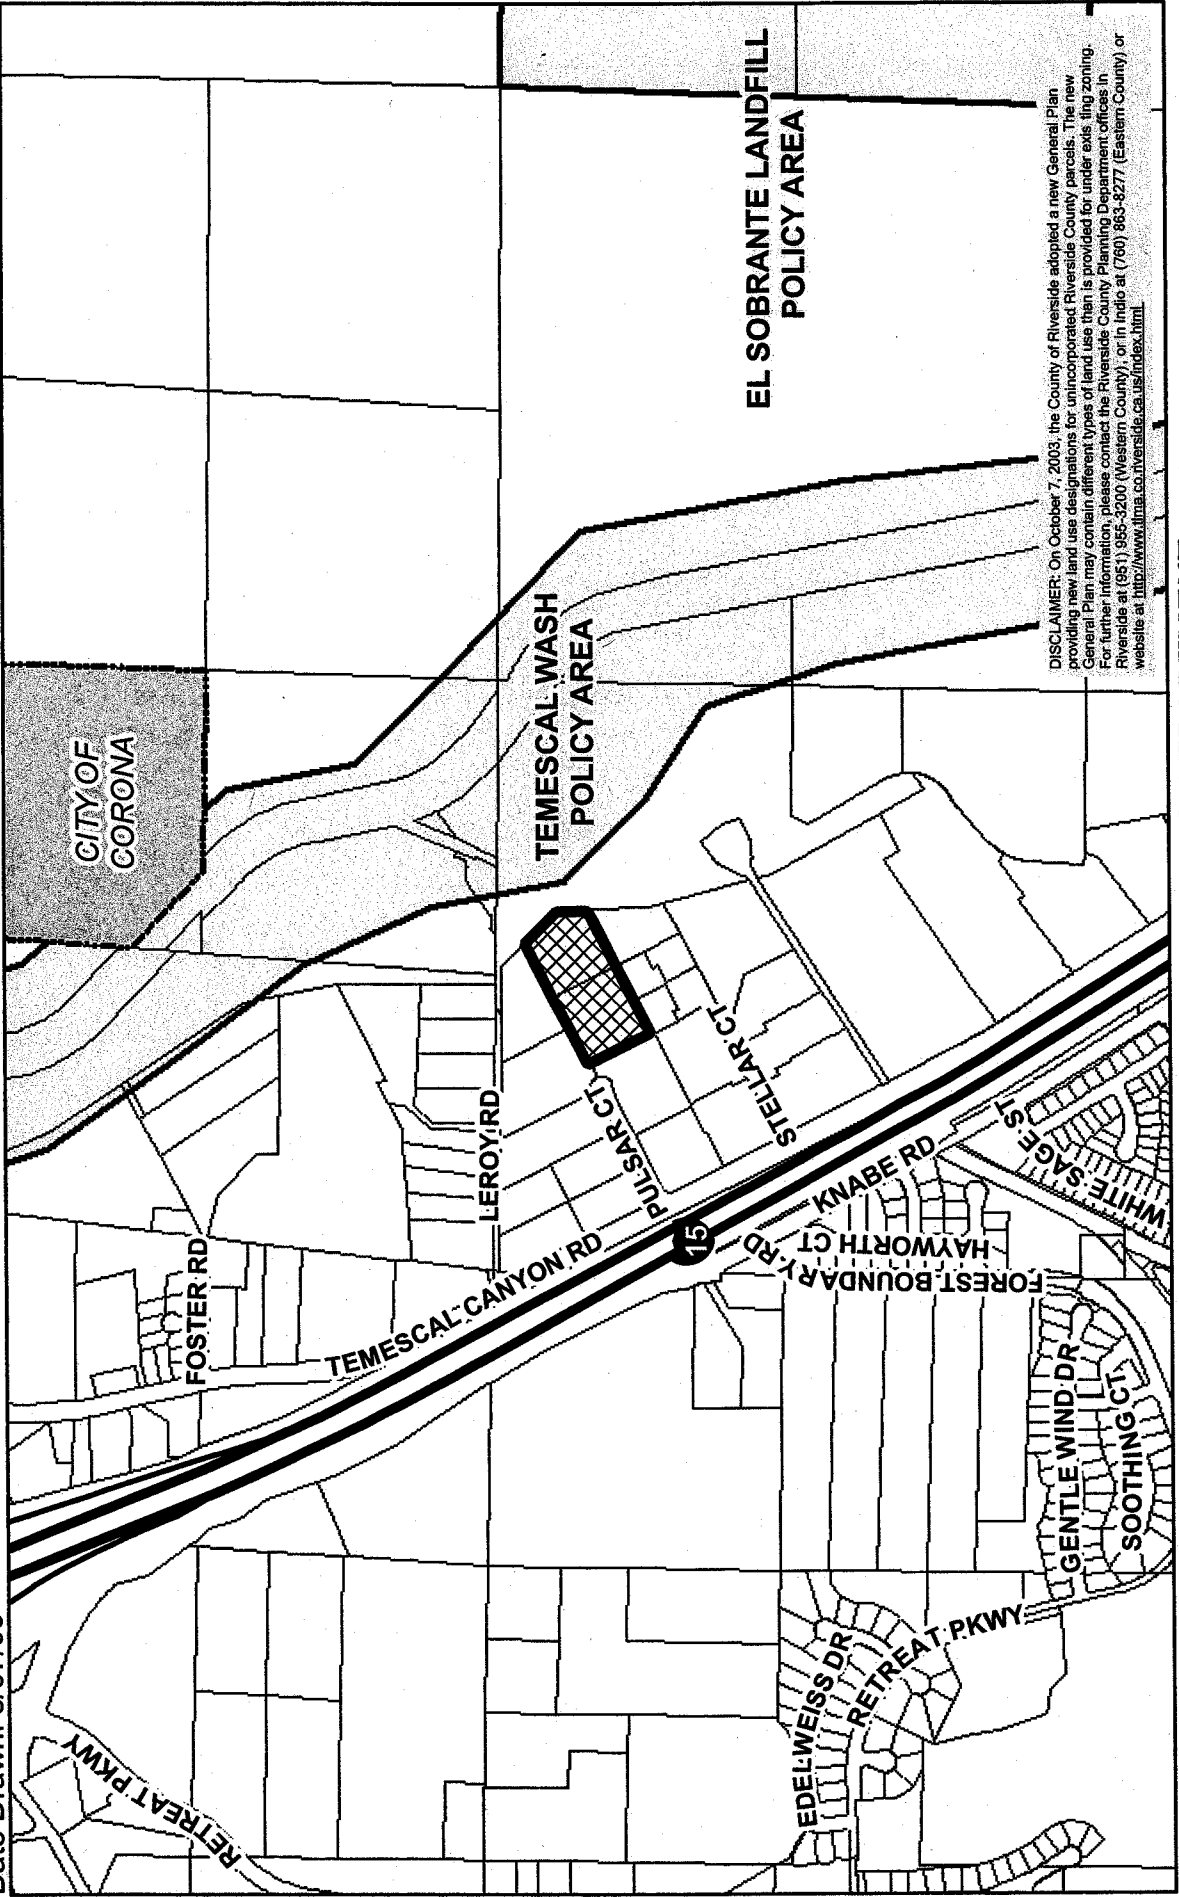 CITY OF
CORONA
EL SOBRANTE LANDFILL
POLICY AREA
TEMESCAL WASH
POLICY AREA
FOSTER RD
LEROY RD
PULSAR CT
STELLAR CT
TEMESCAL CANYON RD
15
KNABE RD
FOREST BOUNDARY RD
HAYWORTH CT
WHITE SAGE ST
GENTLE WIND DR
SOOTHING CT
RETREAT PKWY
EDELWEISS DR
RETREAT PKWY
DISCLAIMER: On October 7, 2003, the County of Riverside adopted a new General Plan
providing new land use designations for unincorporated Riverside County parcels. The new
General Plan may contain different types of land use than is provided for under exis ting zoning.
For further information, please contact the Riverside County Planning Department offices in
Riverside at (951) 955-3200 (Western County), or in Indio at (760) 863-8277 (Eastern County) or
website at http://www.tlma.co.riverside.ca.us/index.html